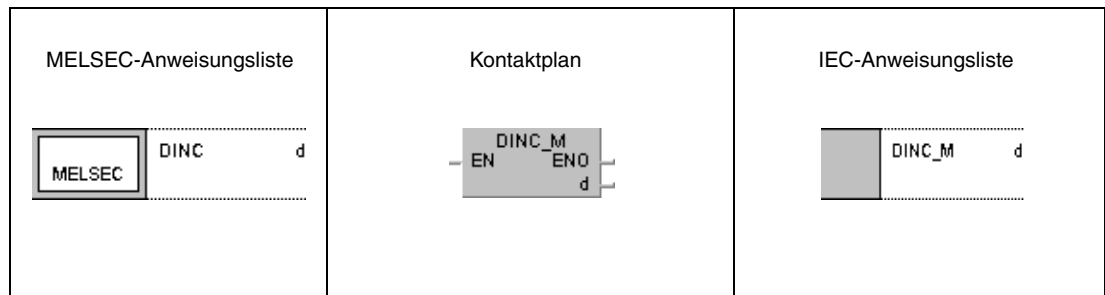 MELSEC-Anweisungsliste
MELSEC
DINC d
Kontaktplan
DINC_M
EN ENO
d
IEC-Anweisungsliste
DINC_M d